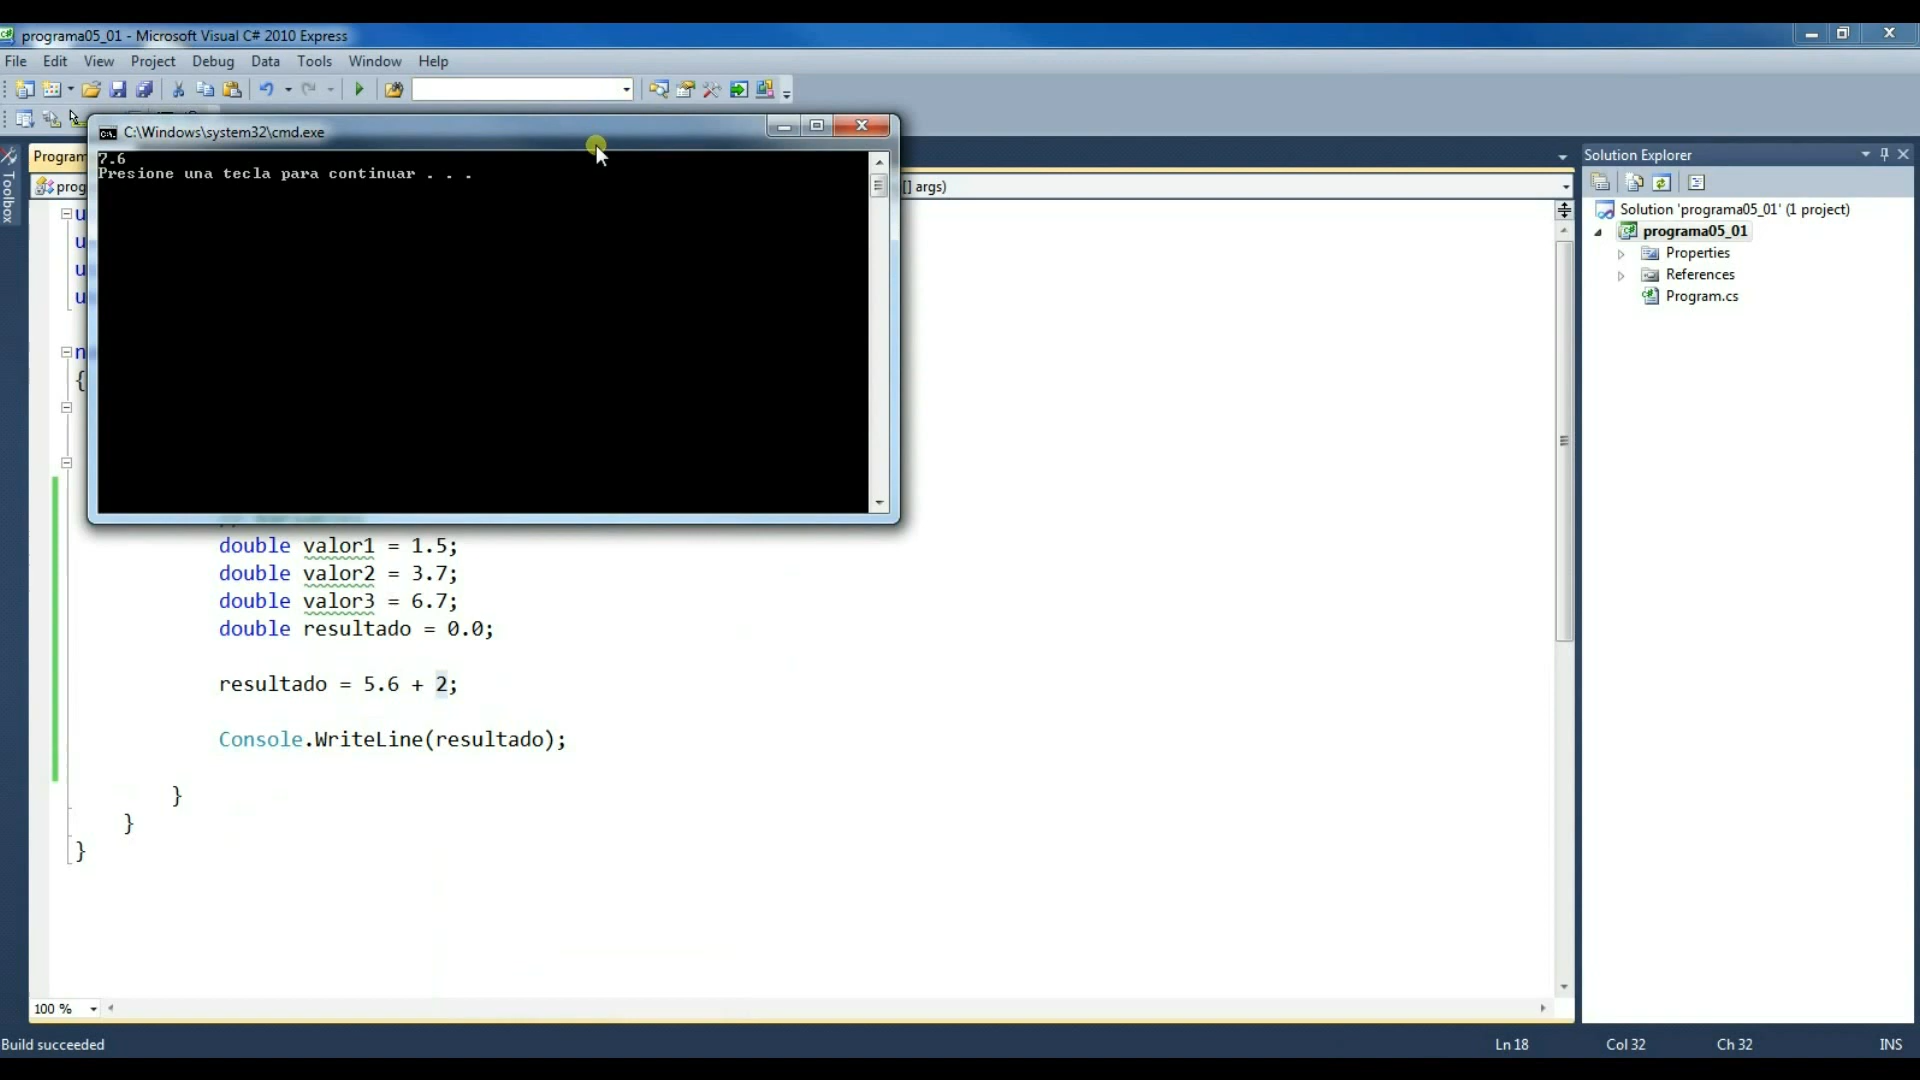 programa05_01 - Microsoft Visual C# 2010 Express
File Edit View Project Debug Data Tools Window Help
C:\Windows\system32\cmd.exe
7.6
Presione una tecla para continuar . . .
Toolbox
Program
prog
[] args)
u
u
u
u
n
{
double valor1 = 1.5;
double valor2 = 3.7;
double valor3 = 6.7;
double resultado = 0.0;
resultado = 5.6 + 2;
Console.WriteLine(resultado);
}
}
}
100 %
Solution Explorer
Solution 'programa05_01' (1 project)
programa05_01
Properties
References
Program.cs
Build succeeded
Ln 18 Col 32 Ch 32 INS